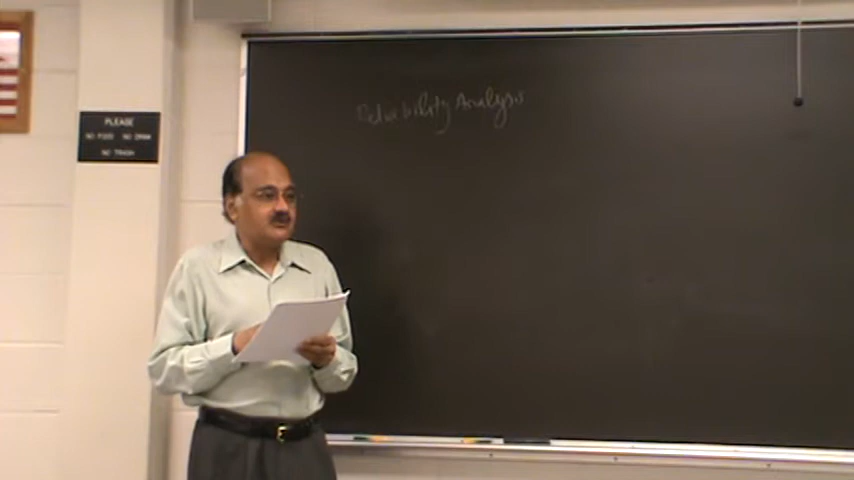 Reliability Analysis
PLEASE
NO FOOD NO DRINK
NO TRASH